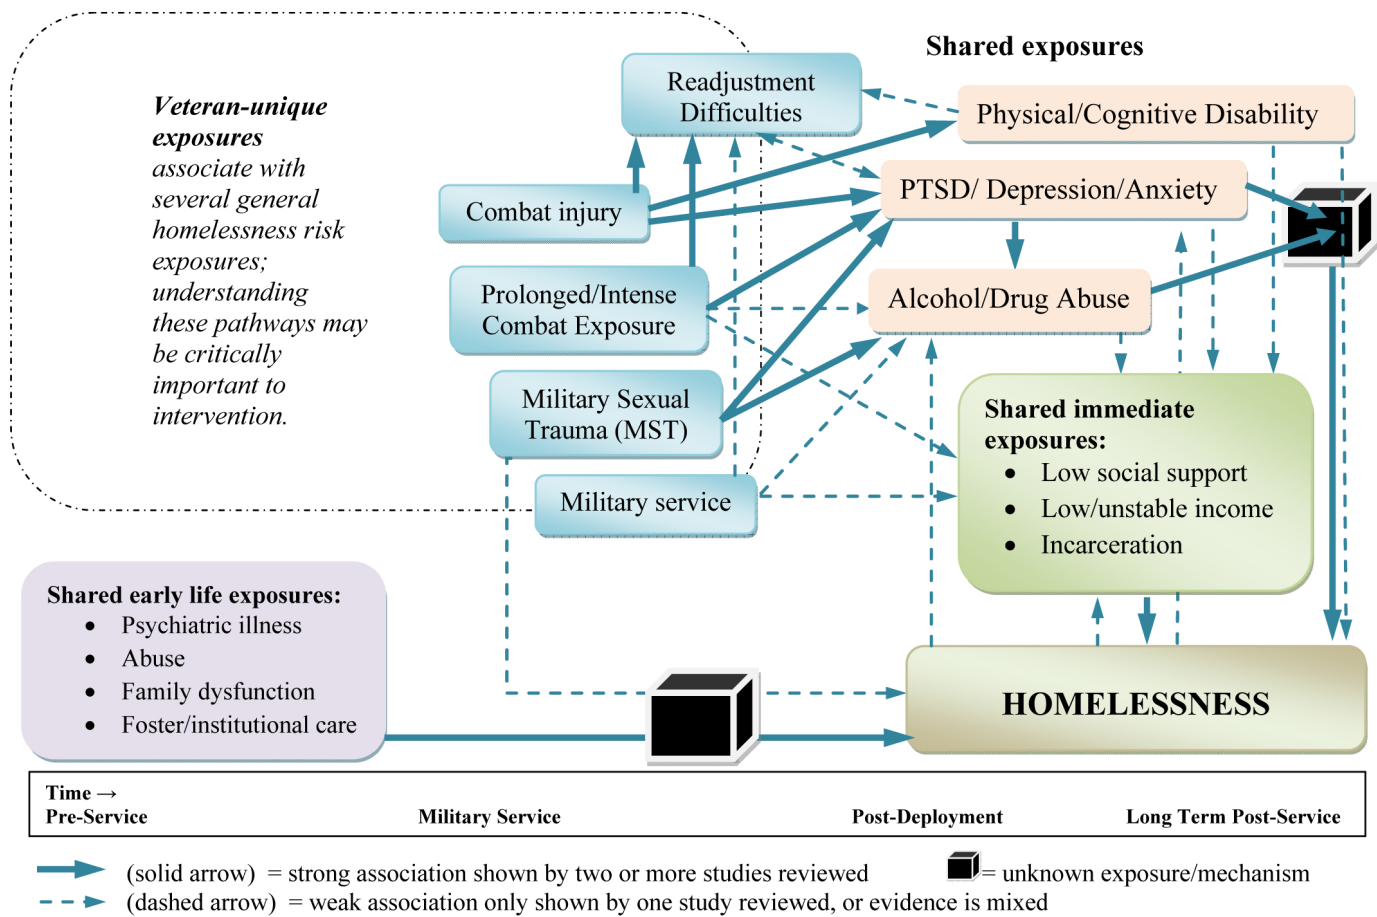 Shared exposures
Veteran-unique
exposures
associate with
several general
homelessness risk
exposures;
understanding
these pathways may
be critically
important to
intervention.
Readjustment
Difficulties
Physical/Cognitive Disability
Combat injury
PTSD/ Depression/Anxiety
Prolonged/Intense
Combat Exposure
Alcohol/Drug Abuse
Military Sexual
Trauma (MST)
Military service
Shared immediate
exposures:
• Low social support
• Low/unstable income
• Incarceration
Shared early life exposures:
• Psychiatric illness
• Abuse
• Family dysfunction
• Foster/institutional care
HOMELESSNESS
Time →
Pre-Service Military Service Post-Deployment Long Term Post-Service
(solid arrow) = strong association shown by two or more studies reviewed
= unknown exposure/mechanism
(dashed arrow) = weak association only shown by one study reviewed, or evidence is mixed